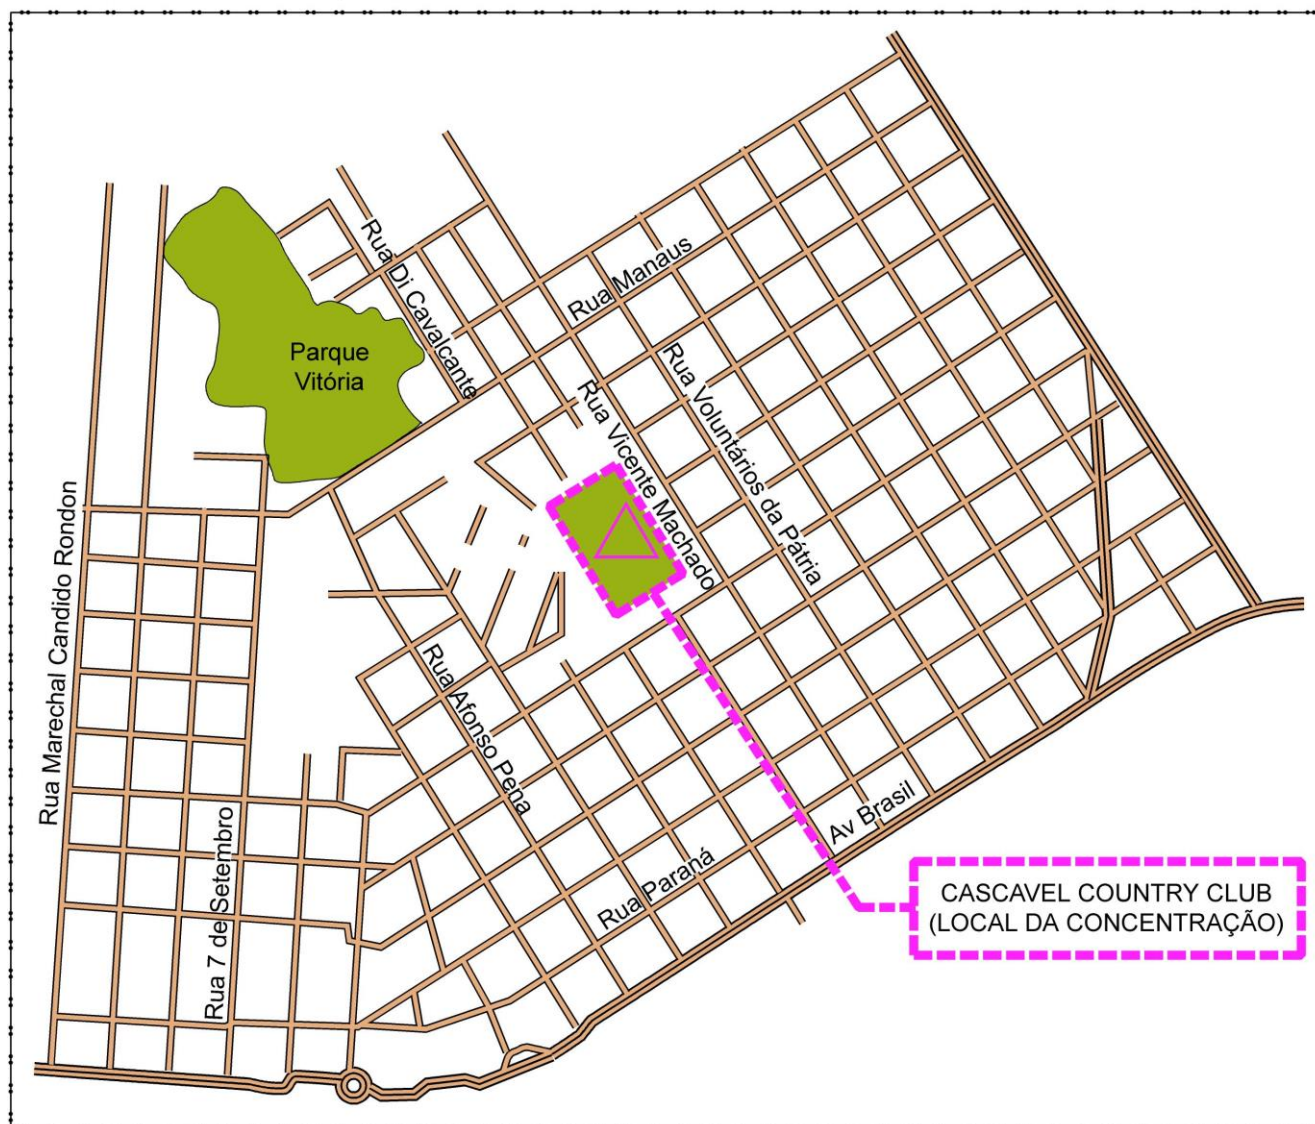 Rua Manaus
Rua Di Cavalcante
Parque
Vitória
Rua Voluntários da Pátria
Rua Vicente Machado
Rua Marechal Candido Rondon
Rua Afonso Pena
Rua 7 de Setembro
Av Brasil
Rua Paraná
CASCAVEL COUNTRY CLUB
(LOCAL DA CONCENTRAÇÃO)